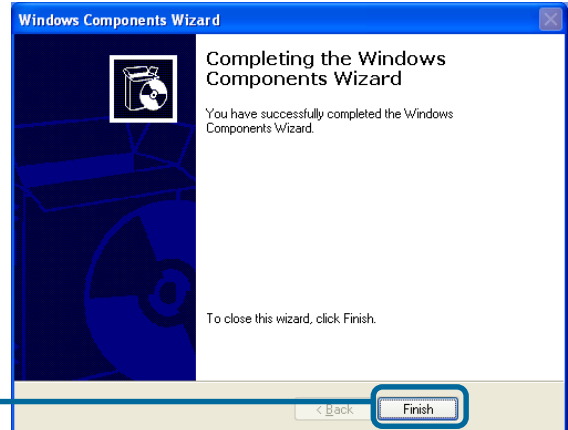 Windows Components Wizard
Completing the Windows
Components Wizard
You have successfully completed the Windows
Components Wizard.
To close this wizard, click Finish.
< Back
Finish